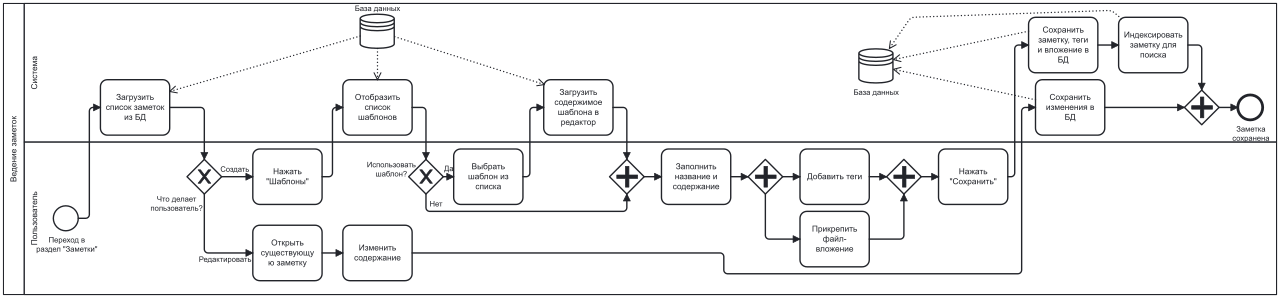 Ведение заметок
Система
Пользователь
База данных
Загрузить
список заметок
из БД
Отобразить
список
шаблонов
Загрузить
содержимое
шаблона в
редактор
База данных
Сохранить
заметку, теги
и вложение в
БД
Индексировать
заметку для
поиска
Сохранить
изменения в
БД
Заметка
сохранена
Переход в
раздел "Заметки"
Что делает
пользователь?
Создать
Нажать
"Шаблоны"
Использовать
шаблон?
Да
Нет
Выбрать
шаблон из
списка
Заполнить
название и
содержание
Добавить теги
Прикрепить
файл-
вложение
Нажать
"Сохранить"
Редактировать
Открыть
существующу
ю заметку
Изменить
содержание